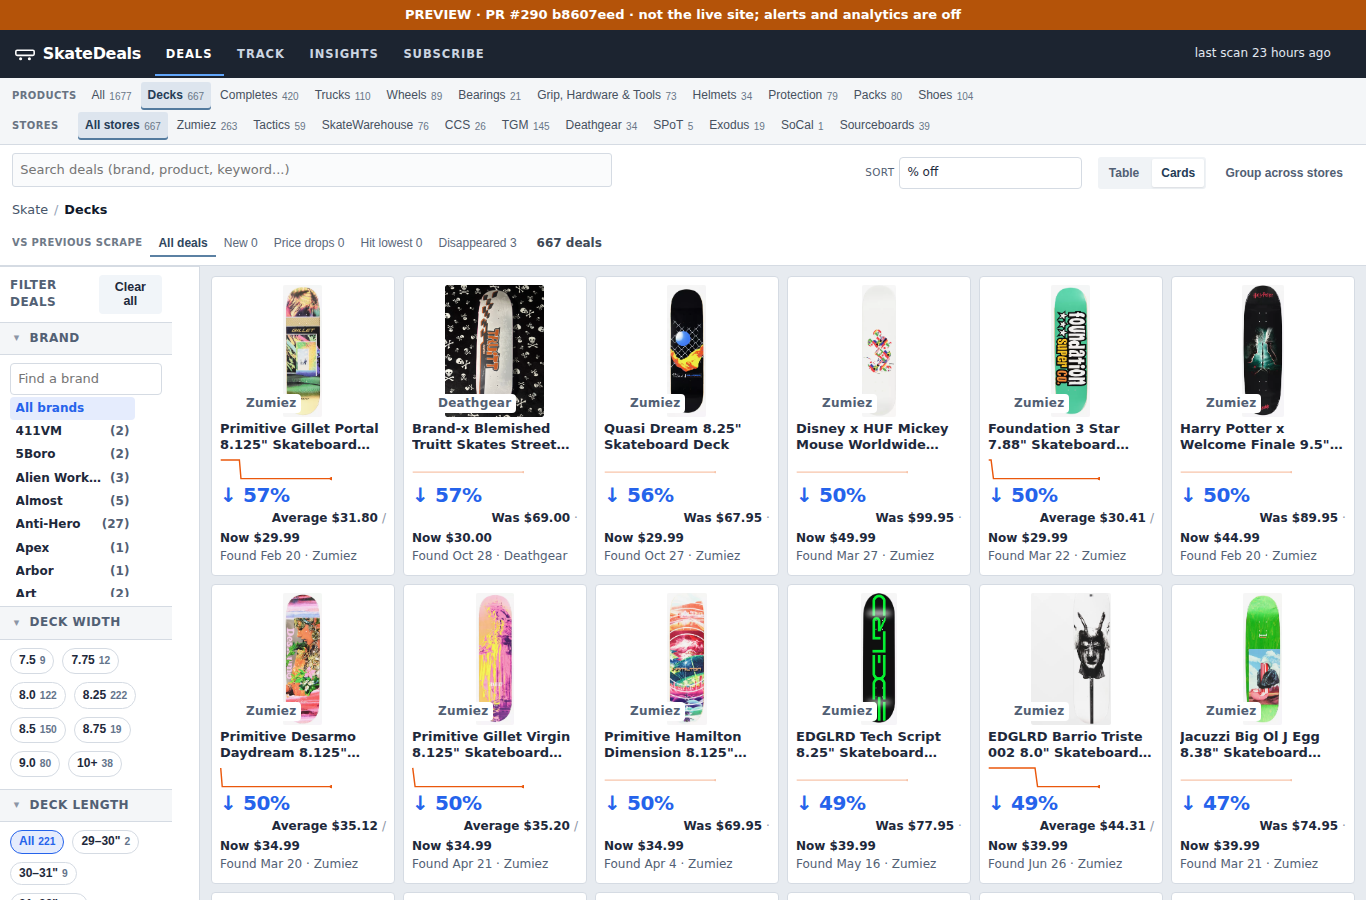 PREVIEW · PR #290 b8607eed · not the live site; alerts and analytics are off
SkateDeals DEALS TRACK INSIGHTS SUBSCRIBE last scan 23 hours ago
PRODUCTS All 1677 Decks 667 Completes 420 Trucks 110 Wheels 89 Bearings 21 Grip, Hardware & Tools 73 Helmets 34 Protection 79 Packs 80 Shoes 104
STORES All stores 667 Zumiez 263 Tactics 59 SkateWarehouse 76 CCS 26 TGM 145 Deathgear 34 SPoT 5 Exodus 19 SoCal 1 Sourceboards 39
Search deals (brand, product, keyword...) SORT % off Table Cards Group across stores
Skate / Decks
VS PREVIOUS SCRAPE All deals New 0 Price drops 0 Hit lowest 0 Disappeared 3 667 deals
FILTER DEALS Clear all
▼ BRAND
Find a brand
All brands
411VM (2)
5Boro (2)
Alien Work... (3)
Almost (5)
Anti-Hero (27)
Apex (1)
Arbor (1)
Art (2)
▼ DECK WIDTH
7.5 9 7.75 12
8.0 122 8.25 222
8.5 150 8.75 19
9.0 80 10+ 38
▼ DECK LENGTH
All 221 29–30" 2
30–31" 9
Zumiez
Primitive Gillet Portal
8.125" Skateboard...
↓ 57%
Average $31.80 /
Now $29.99
Found Feb 20 · Zumiez
Deathgear
Brand-x Blemished
Truitt Skates Street...
↓ 57%
Was $69.00 ·
Now $30.00
Found Oct 28 · Deathgear
Zumiez
Quasi Dream 8.25"
Skateboard Deck
↓ 56%
Was $67.95 ·
Now $29.99
Found Oct 27 · Zumiez
Zumiez
Disney x HUF Mickey
Mouse Worldwide...
↓ 50%
Was $99.95 ·
Now $49.99
Found Mar 27 · Zumiez
foundation
SUPER CO.
Zumiez
Foundation 3 Star
7.88" Skateboard...
↓ 50%
Average $30.41 /
Now $29.99
Found Mar 22 · Zumiez
Zumiez
Harry Potter x
Welcome Finale 9.5"...
↓ 50%
Was $89.95 ·
Now $44.99
Found Feb 20 · Zumiez
Zumiez
Primitive Desarmo
Daydream 8.125"...
↓ 50%
Average $35.12 /
Now $34.99
Found Mar 20 · Zumiez
Zumiez
Primitive Gillet Virgin
8.125" Skateboard...
↓ 50%
Average $35.20 /
Now $34.99
Found Apr 21 · Zumiez
Zumiez
Primitive Hamilton
Dimension 8.125"...
↓ 50%
Was $69.95 ·
Now $34.99
Found Apr 4 · Zumiez
Zumiez
EDGLRD Tech Script
8.25" Skateboard...
↓ 49%
Was $77.95 ·
Now $39.99
Found May 16 · Zumiez
Zumiez
EDGLRD Barrio Triste
002 8.0" Skateboard...
↓ 49%
Average $44.31 /
Now $39.99
Found Jun 26 · Zumiez
Zumiez
Jacuzzi Big Ol J Egg
8.38" Skateboard...
↓ 47%
Was $74.95 ·
Now $39.99
Found Mar 21 · Zumiez